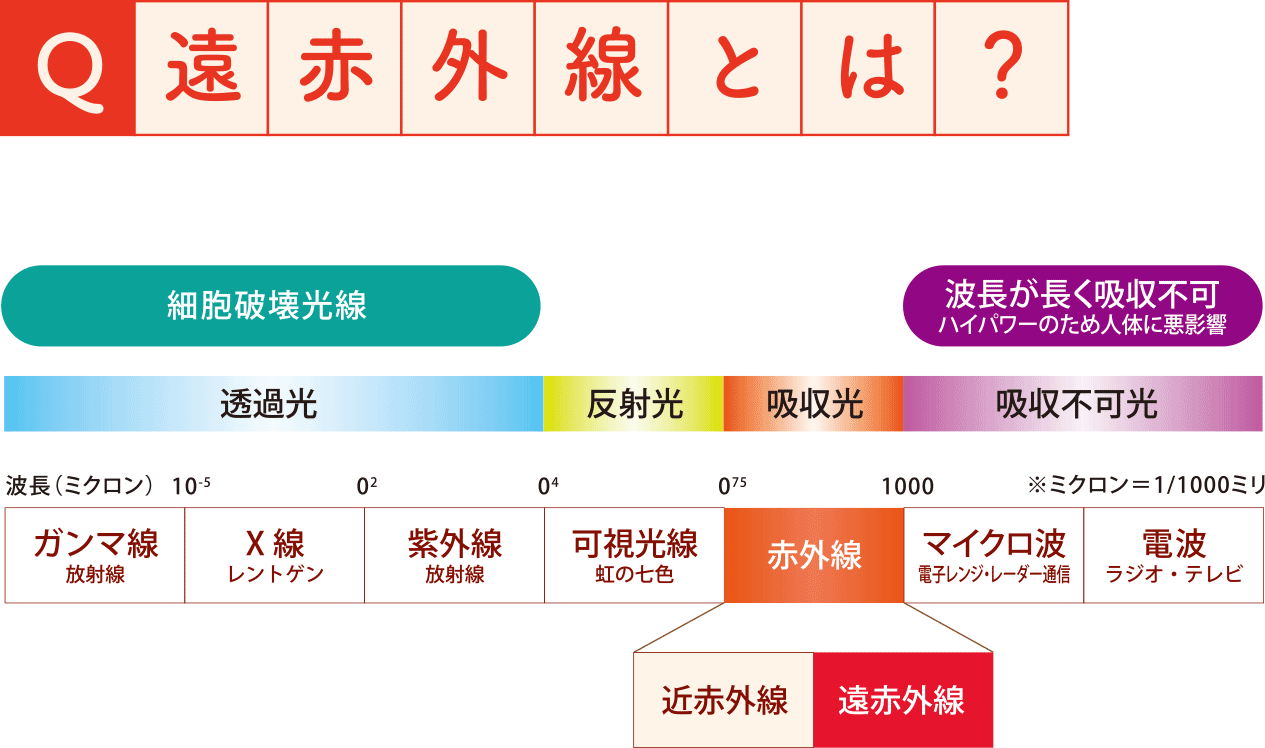 Q遠赤外線とは?
細胞破壊光線
波長が長く吸収不可
ハイパワーのため人体に悪影響
透過光 反射光 吸収光 吸収不可光
波長(ミクロン) 10⁻⁵ 0² 0⁴ 0⁷⁵ 1000 ※ミクロン=1/1000ミリ
ガンマ線 X線 紫外線 可視光線 赤外線 マイクロ波 電波
放射線 レントゲン 放射線 虹の七色 電子レンジ・レーダー通信 ラジオ・テレビ
近赤外線 遠赤外線